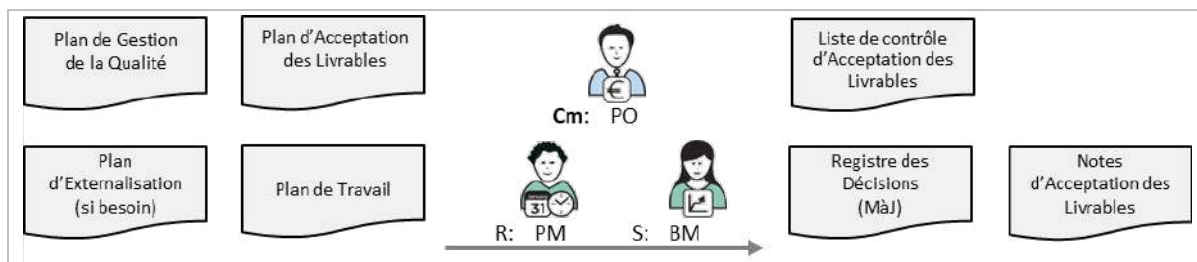 Plan de Gestion
de la Qualité
Plan d'Acceptation
des Livrables
€
Cm: PO
Liste de contrôle
d'Acceptation des
Livrables
Plan
d'Externalisation
(si besoin)
Plan de Travail
31
R: PM
S: BM
Registre des
Décisions
(MàJ)
Notes
d'Acceptation des
Livrables